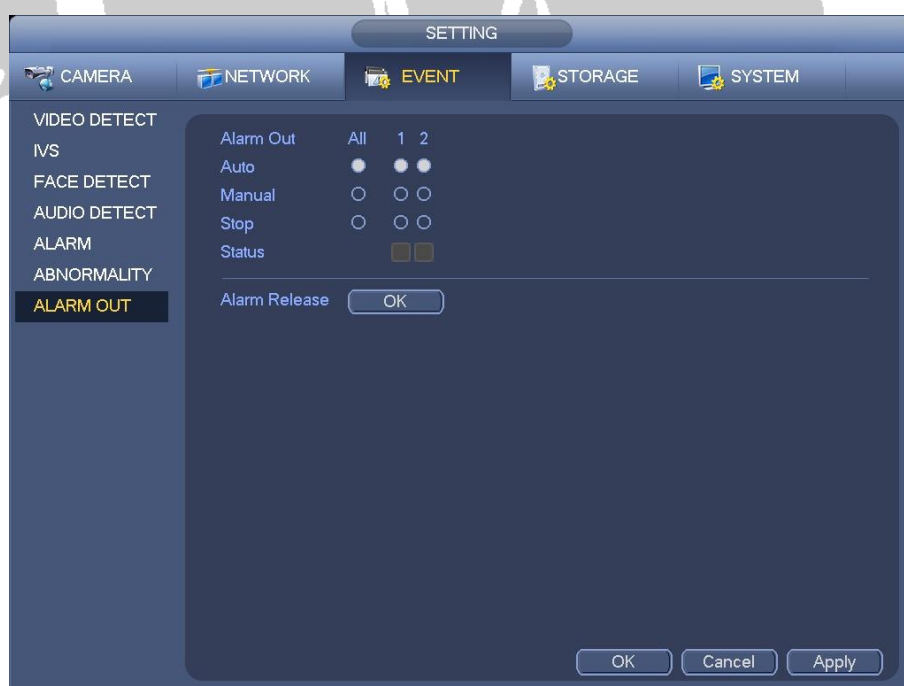 SETTING
CAMERA NETWORK EVENT STORAGE SYSTEM
VIDEO DETECT
IVS
FACE DETECT
AUDIO DETECT
ALARM
ABNORMALITY
ALARM OUT
Alarm Out All 1 2
Auto
Manual
Stop
Status
Alarm Release OK
OK Cancel Apply